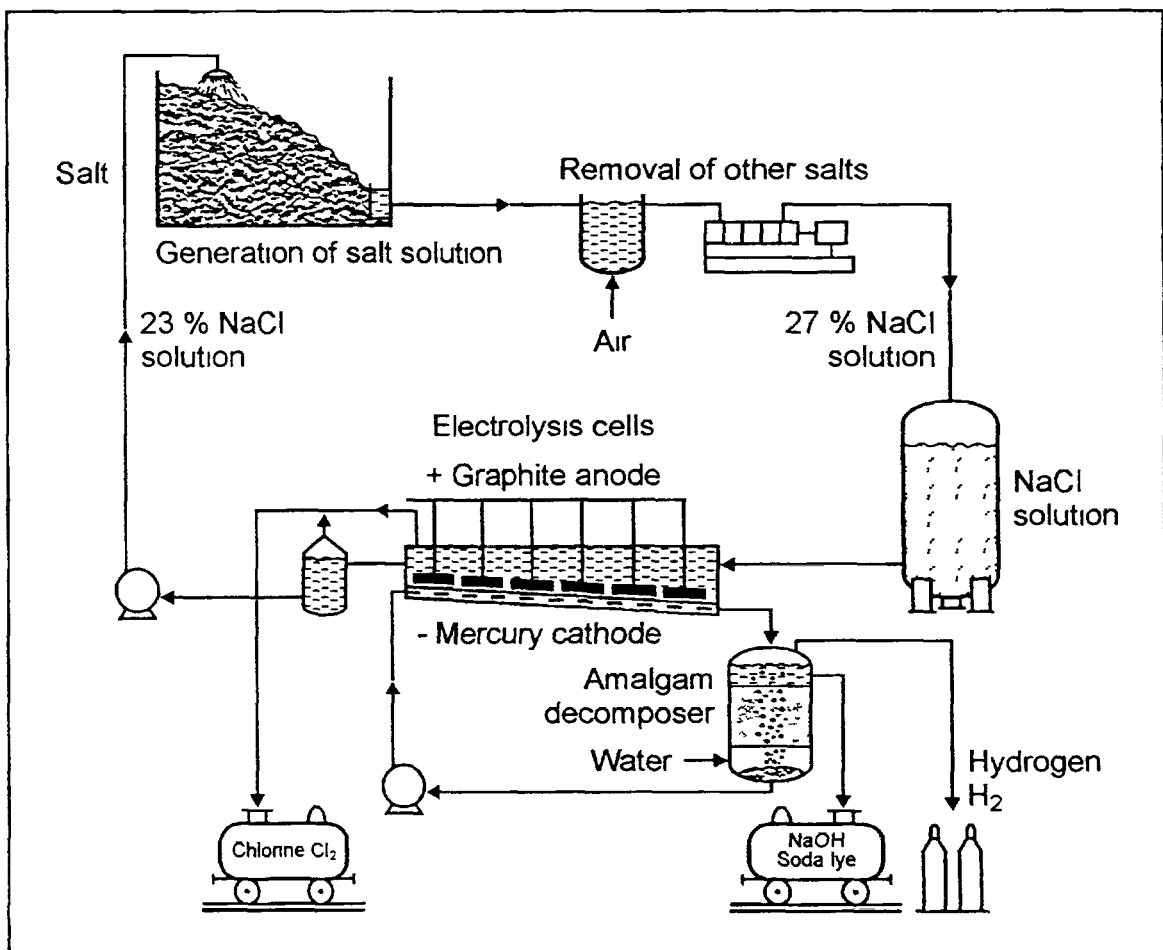 Salt
Generation of salt solution
Removal of other salts
Air
23 % NaCl
solution
27 % NaCl
solution
NaCl
solution
Electrolysis cells
+ Graphite anode
- Mercury cathode
Amalgam
decomposer
Water
Hydrogen
H₂
Chlorine Cl₂
NaOH
Soda lye